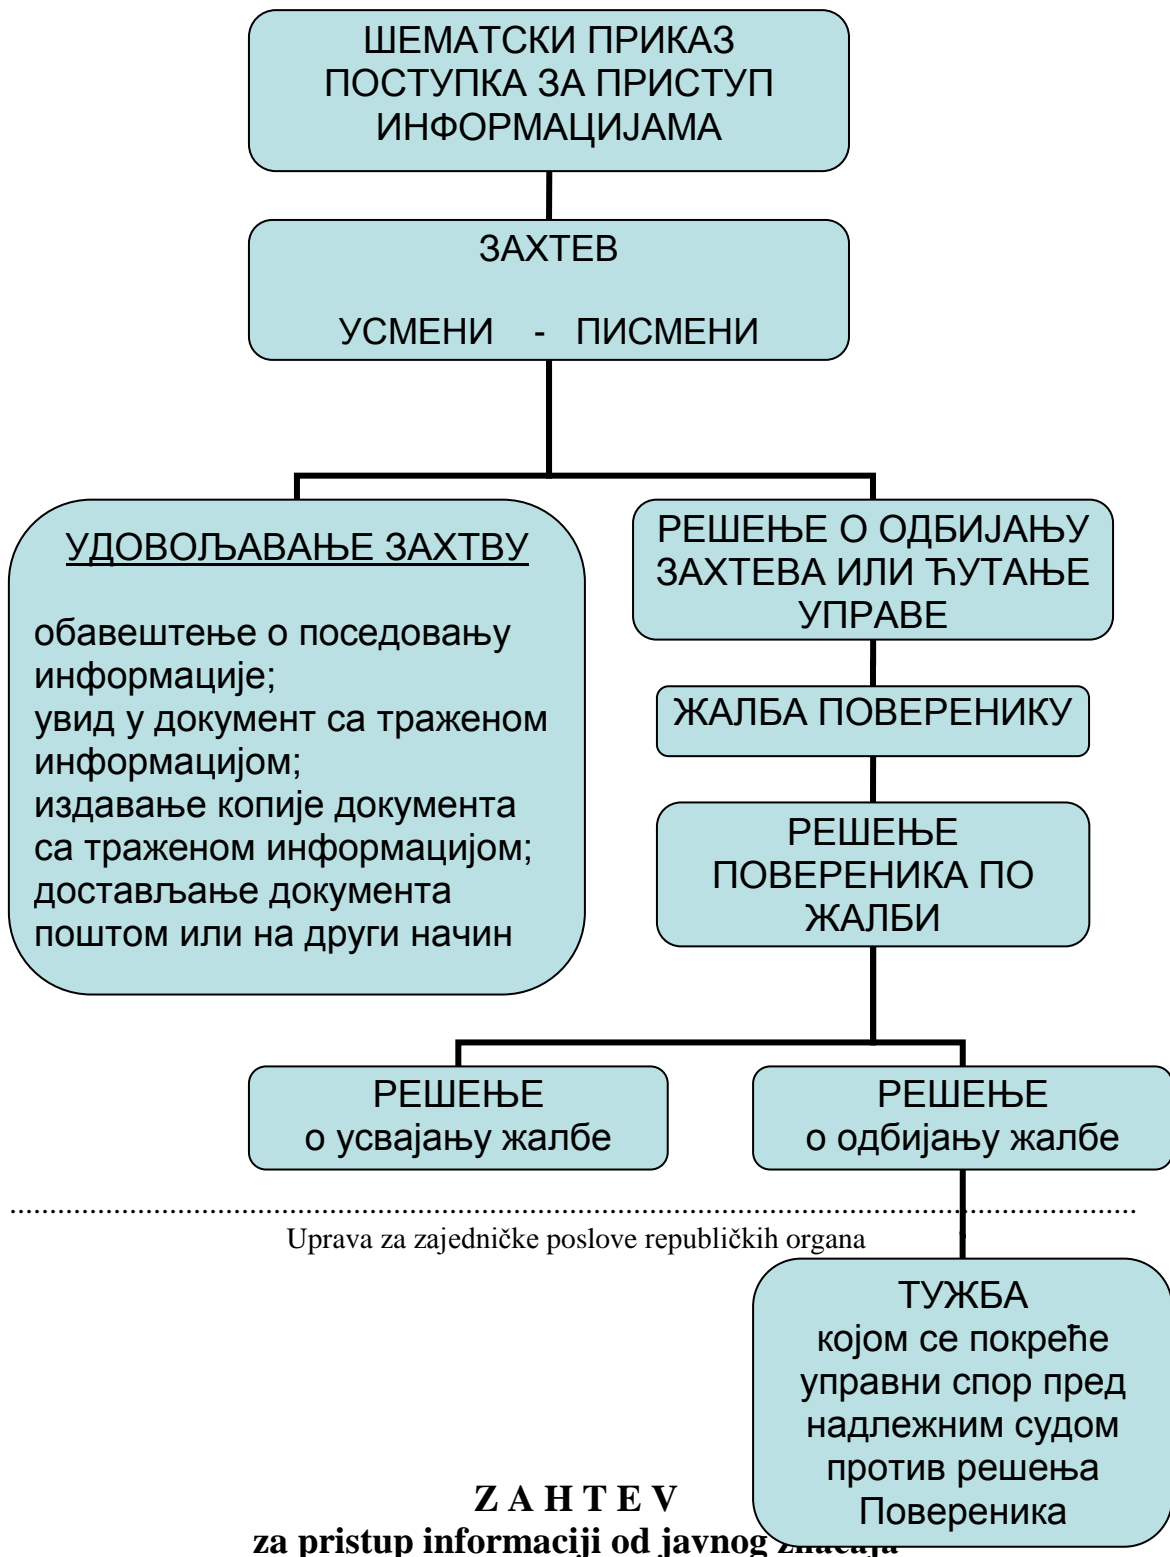 ШЕМАТСКИ ПРИКАЗ
ПОСТУПКА ЗА ПРИСТУП
ИНФОРМАЦИЈАМА
ЗАХТЕВ
УСМЕНИ - ПИСМЕНИ
УДОВОЉАВАЊЕ ЗАХТВУ
обавештење о поседовању
информације;
увид у документ са траженом
информацијом;
издавање копије документа
са траженом информацијом;
достављање документа
поштом или на други начин
РЕШЕЊЕ О ОДБИЈАЊУ
ЗАХТЕВА ИЛИ ЋУТАЊЕ
УПРАВЕ
ЖАЛБА ПОВЕРЕНИКУ
РЕШЕЊЕ
ПОВЕРЕНИКА ПО
ЖАЛБИ
РЕШЕЊЕ
о усвајању жалбе
РЕШЕЊЕ
о одбијању жалбе
Uprava za zajedničke poslove republičkih organa
ТУЖБА
којом се покреће
управни спор пред
надлежним судом
против решења
Повереника
Z A H T E V
za pristup informaciji od javnog značaja